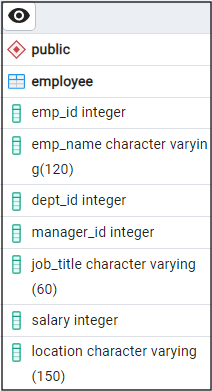 public
employee
emp_id integer
emp_name character varyin
g(120)
dept_id integer
manager_id integer
job_title character varying
(60)
salary integer
location character varying
(150)